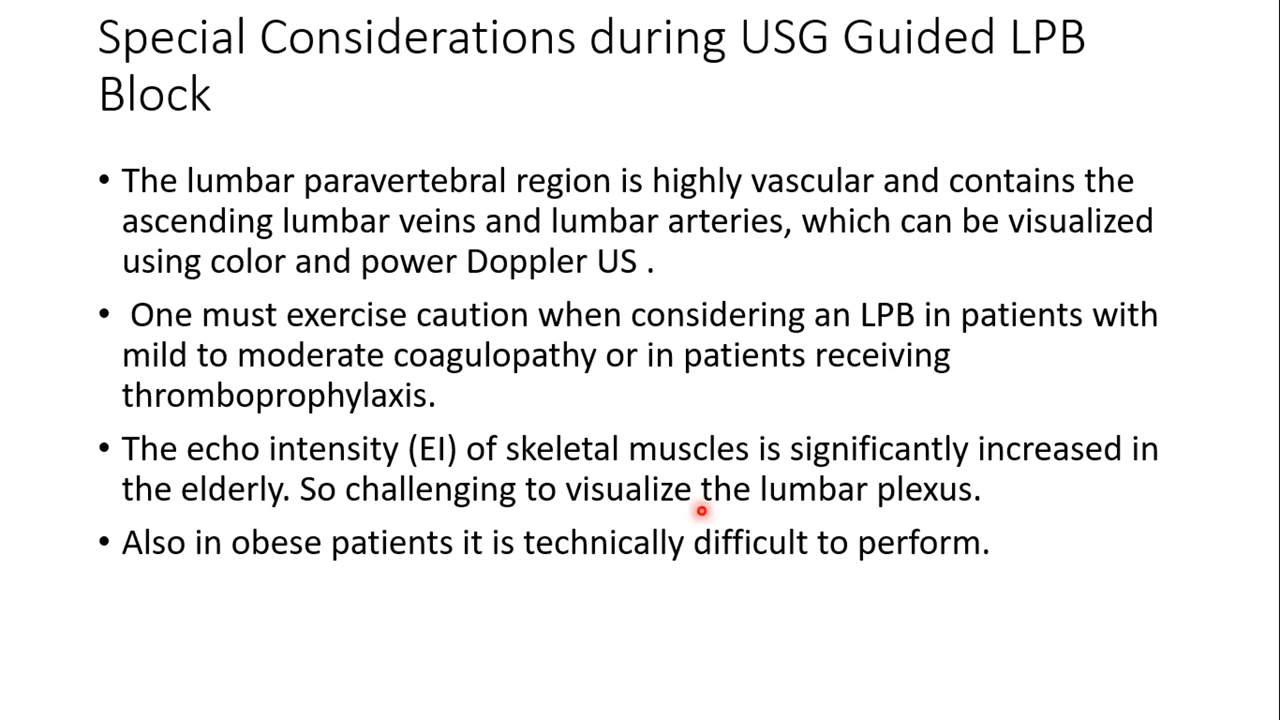 Special Considerations during USG Guided LPB
Block
• The lumbar paravertebral region is highly vascular and contains the
ascending lumbar veins and lumbar arteries, which can be visualized
using color and power Doppler US .
• One must exercise caution when considering an LPB in patients with
mild to moderate coagulopathy or in patients receiving
thromboprophylaxis.
• The echo intensity (EI) of skeletal muscles is significantly increased in
the elderly. So challenging to visualize the lumbar plexus.
• Also in obese patients it is technically difficult to perform.